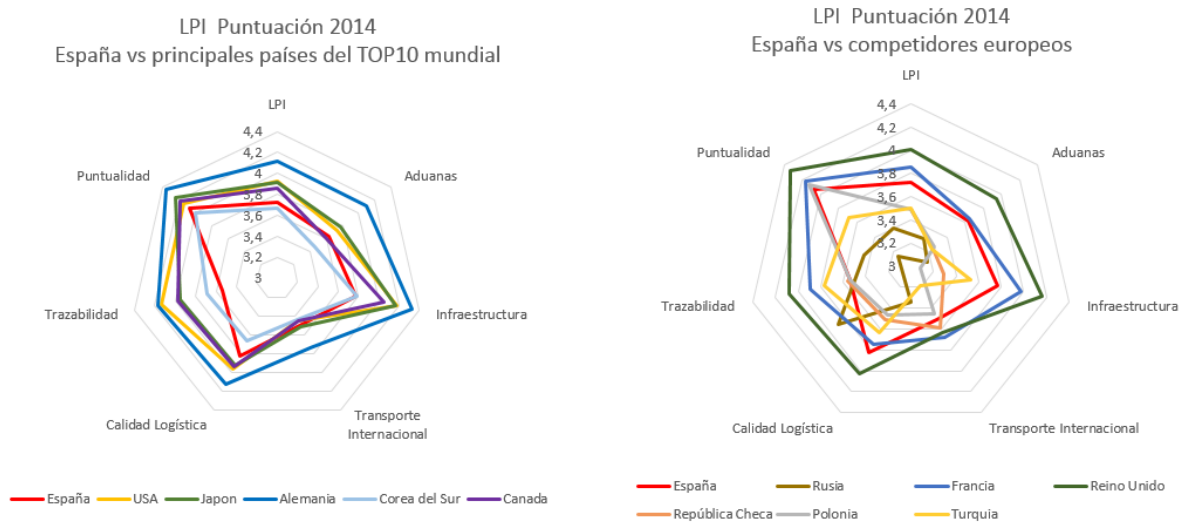 LPI Puntuación 2014
España vs principales países del TOP10 mundial
LPI
4,4
4,2
4
3,8
3,6
3,4
3,2
3
Aduanas
Infraestructura
Transporte
Internacional
Calidad Logística
Trazabilidad
Puntualidad
España
USA
Japon
Alemania
Corea del Sur
Canada
LPI Puntuación 2014
España vs competidores europeos
LPI
4,4
4,2
4
3,8
3,6
3,4
3,2
3
Aduanas
Infraestructura
Transporte Internacional
Calidad Logística
Trazabilidad
Puntualidad
España
Rusia
Francia
Reino Unido
República Checa
Polonia
Turquia